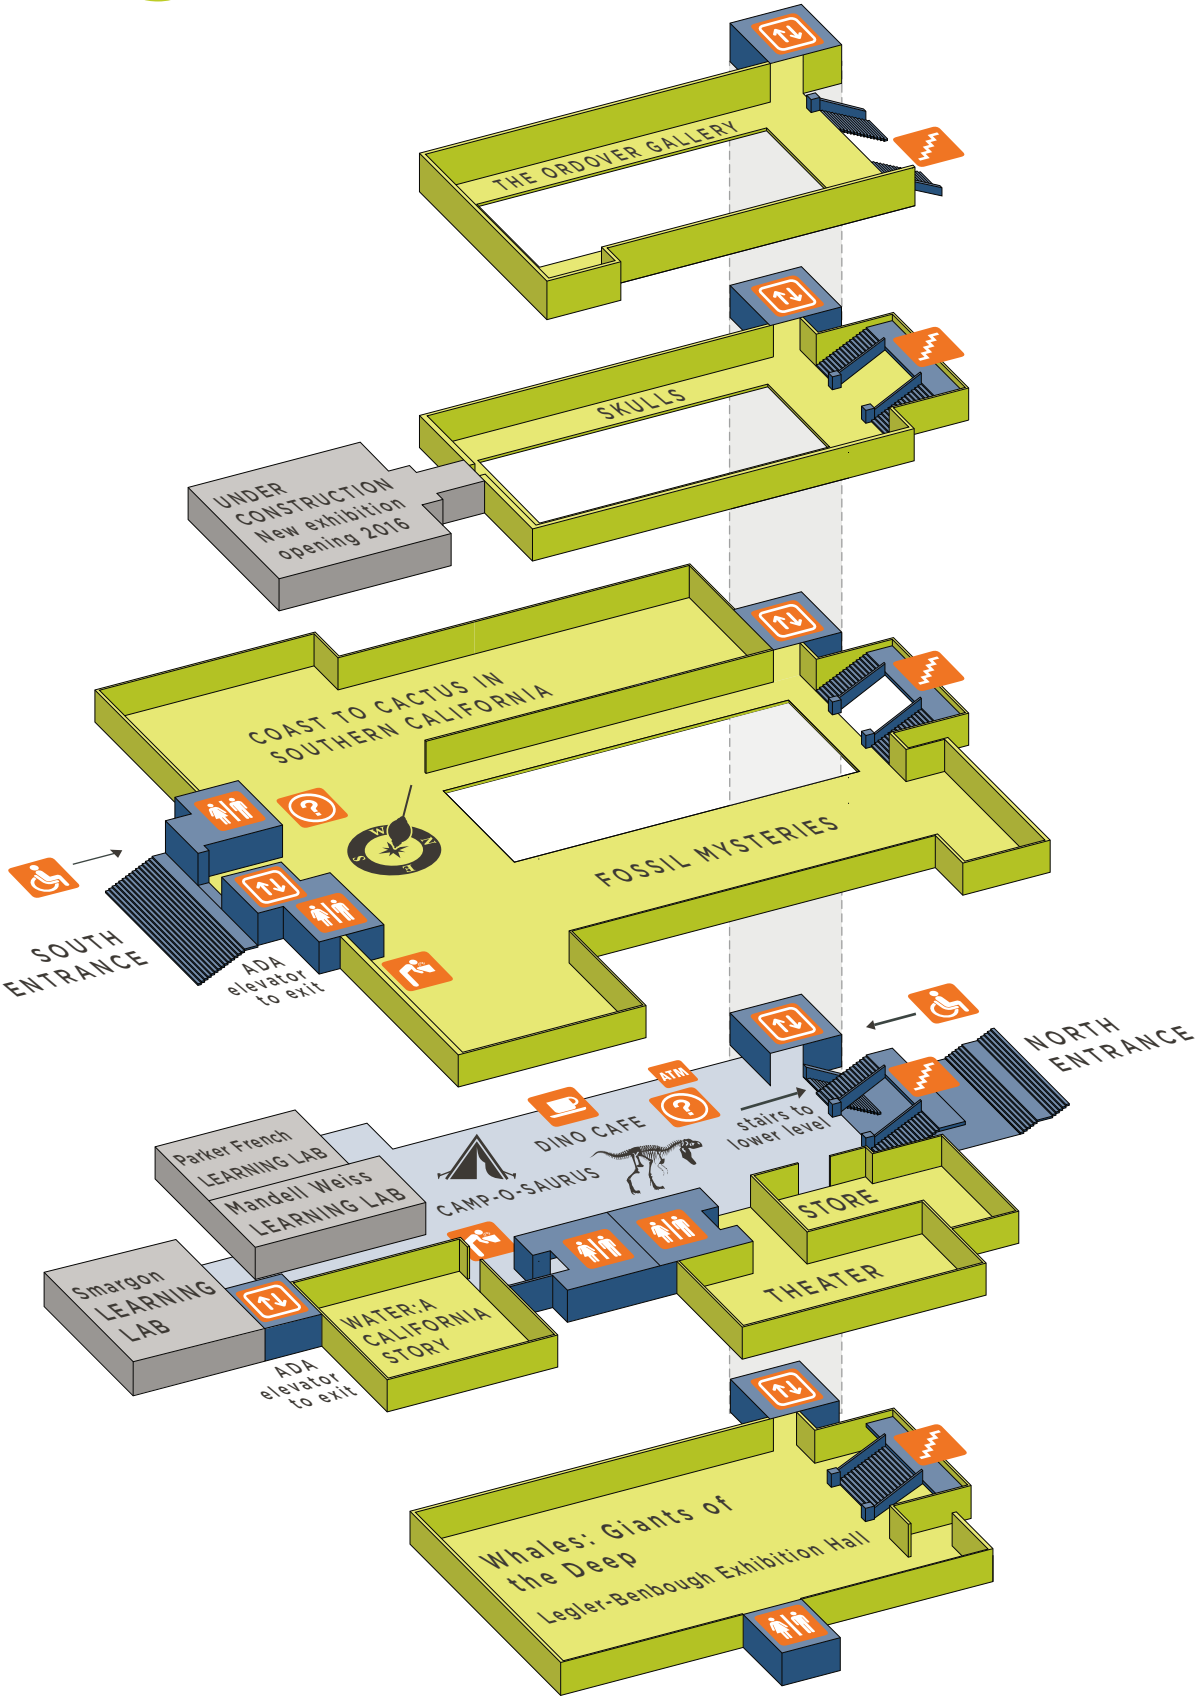 THE ORDOVER GALLERY
SKULLS
UNDER
CONSTRUCTION
New exhibition
opening 2016
COAST TO CACTUS IN
SOUTHERN CALIFORNIA
?
W
N
S
E
FOSSIL MYSTERIES
SOUTH
ENTRANCE
ADA
elevator
to exit
NORTH
ENTRANCE
ATM
?
DINO CAFE
stairs to
lower level
CAMP-O-SAURUS
Parker French
LEARNING LAB
Mandell Weiss
LEARNING LAB
Smargon
LEARNING
LAB
STORE
THEATER
WATER: A
CALIFORNIA
STORY
ADA
elevator
to exit
Whales: Giants of
the Deep
Legler-Benbough Exhibition Hall